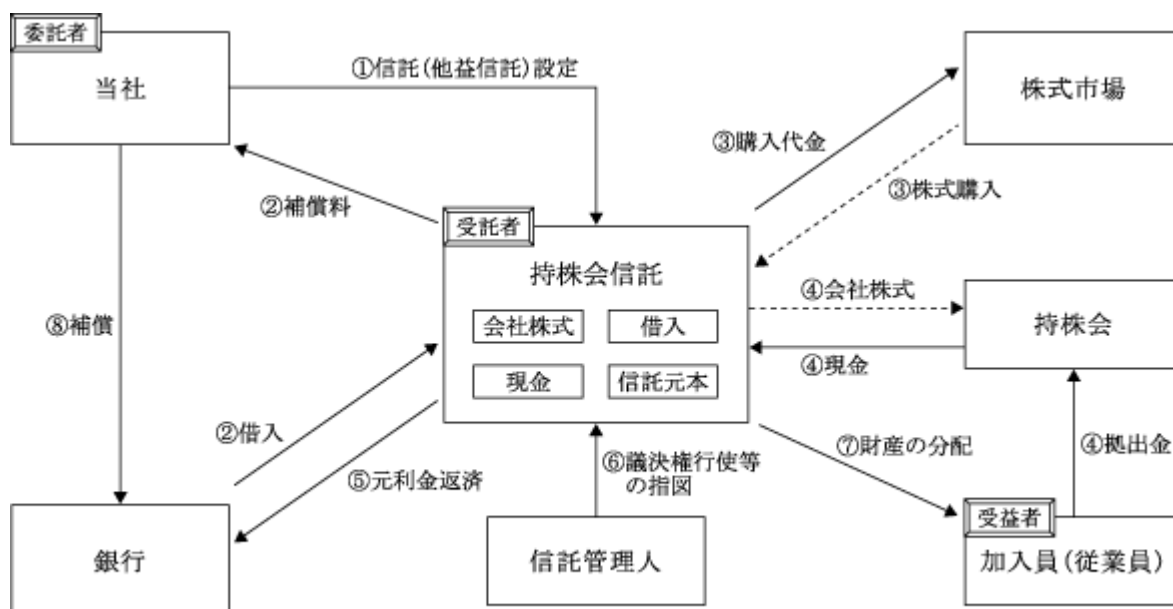 委託者
当社
①信託(他益信託)設定
株式市場
③購入代金
③株式購入
②補償料
受託者
持株会信託
会社株式
借入
現金
信託元本
④会社株式
持株会
④現金
⑧補償
②借入
⑤元利金返済
⑥議決権行使等
の指図
⑦財産の分配
④拠出金
銀行
信託管理人
受益者
加入員(従業員)